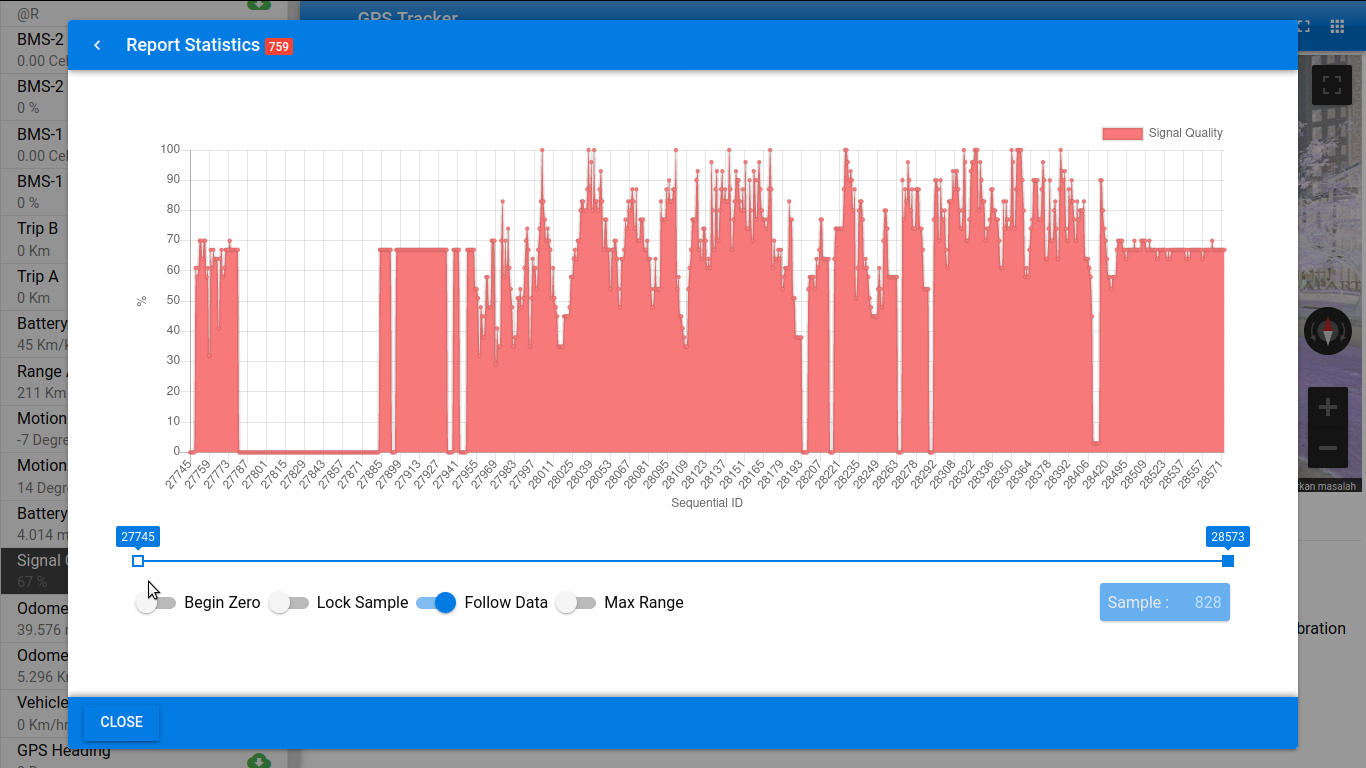 @R
BMS-2
0.00 Cel
BMS-2
0 %
BMS-1
0.00 Cel
BMS-1
0 %
Trip B
0 Km
Trip A
0 Km
Battery
45 Km/k
Range
211 Km
Motion
-7 Degre
Motion
14 Degr
Battery
4.014 m
Signal
67 %
Odome
39.576
Odome
5.296 K
Vehicle
0 Km/hr
GPS Heading
GPS Tracker
Report Statistics 759
Signal Quality
100
90
80
70
60
50
40
30
20
10
0
%
27745 27759 27773 27787 27801 27815 27829 27843 27857 27871 27885 27899 27913 27927 27941 27955 27969 27983 27997 28011 28025 28039 28053 28067 28081 28095 28109 28123 28137 28151 28165 28179 28193 28207 28221 28235 28249 28263 28278 28292 28308 28322 28336 28350 28364 28378 28392 28406 28420 28495 28509 28523 28537 28557 28571
Sequential ID
27745 28573
Begin Zero Lock Sample Follow Data Max Range Sample : 828
CLOSE
APART
rkan masalah
bration